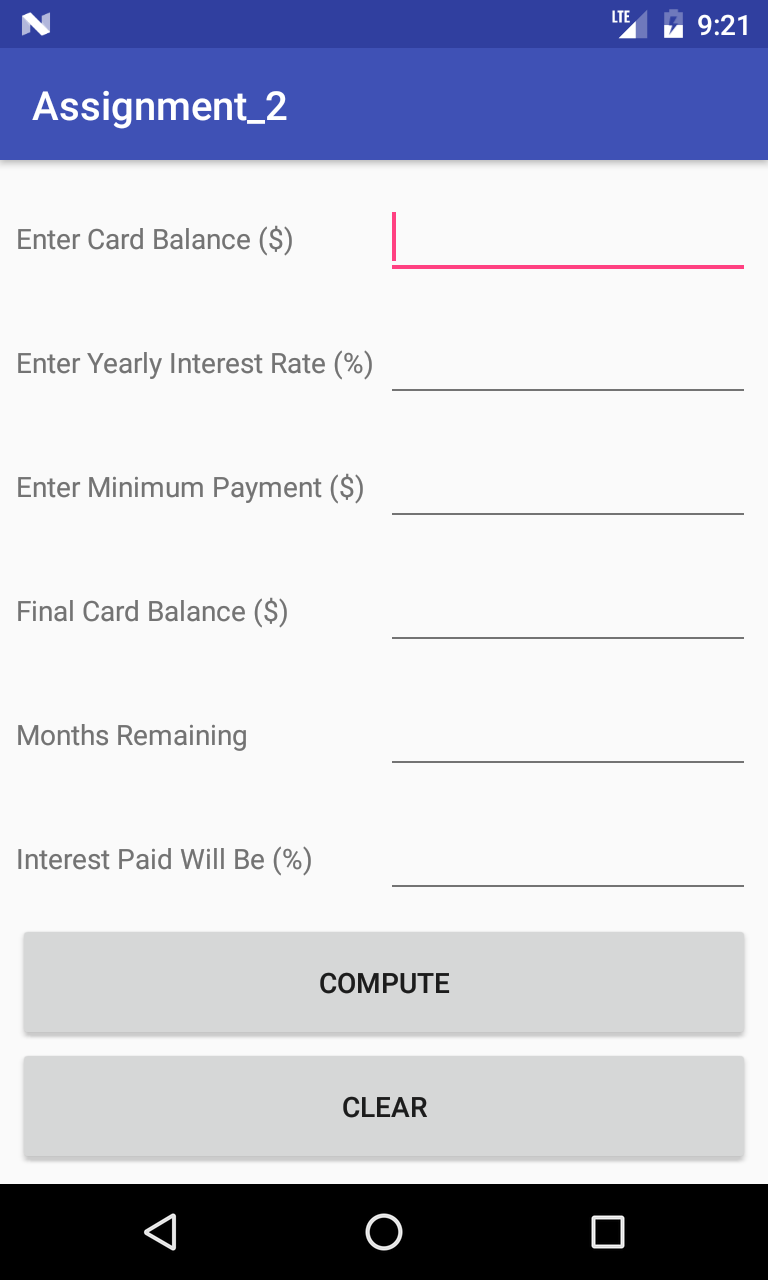 LTE 9:21
Assignment_2
Enter Card Balance ($)
Enter Yearly Interest Rate (%)
Enter Minimum Payment ($)
Final Card Balance ($)
Months Remaining
Interest Paid Will Be (%)
COMPUTE
CLEAR